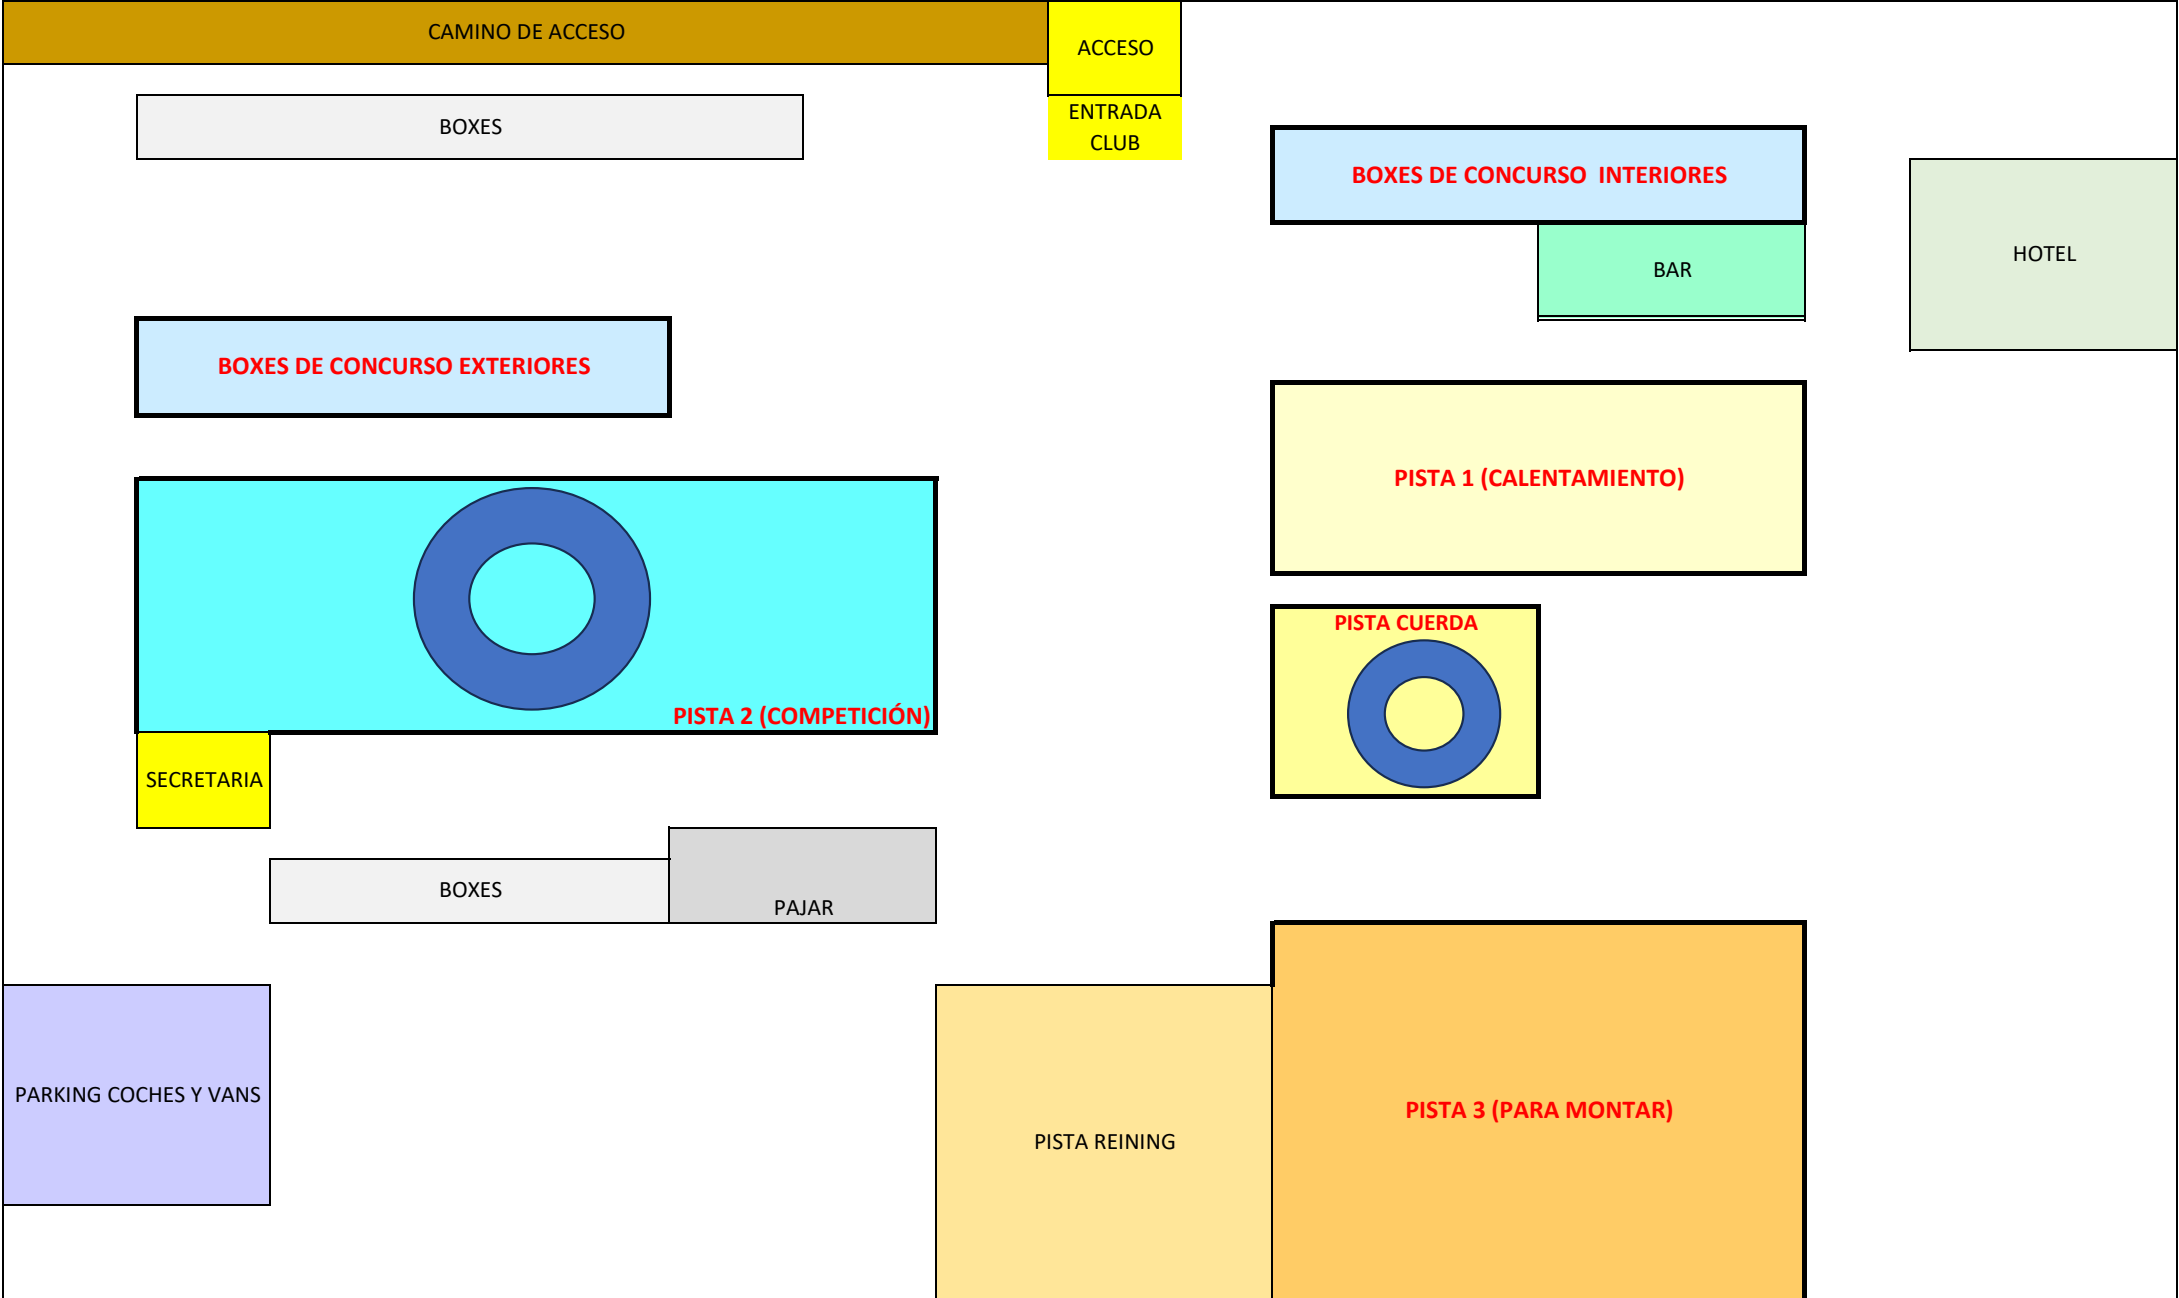 CAMINO DE ACCESO
ACCESO
ENTRADA
CLUB
BOXES
BOXES DE CONCURSO  INTERIORES
HOTEL
BAR
BOXES DE CONCURSO EXTERIORES
PISTA 1 (CALENTAMIENTO)
PISTA CUERDA
PISTA 2 (COMPETICIÓN)
SECRETARIA
BOXES
PAJAR
PARKING COCHES Y VANS
PISTA REINING
PISTA 3 (PARA MONTAR)